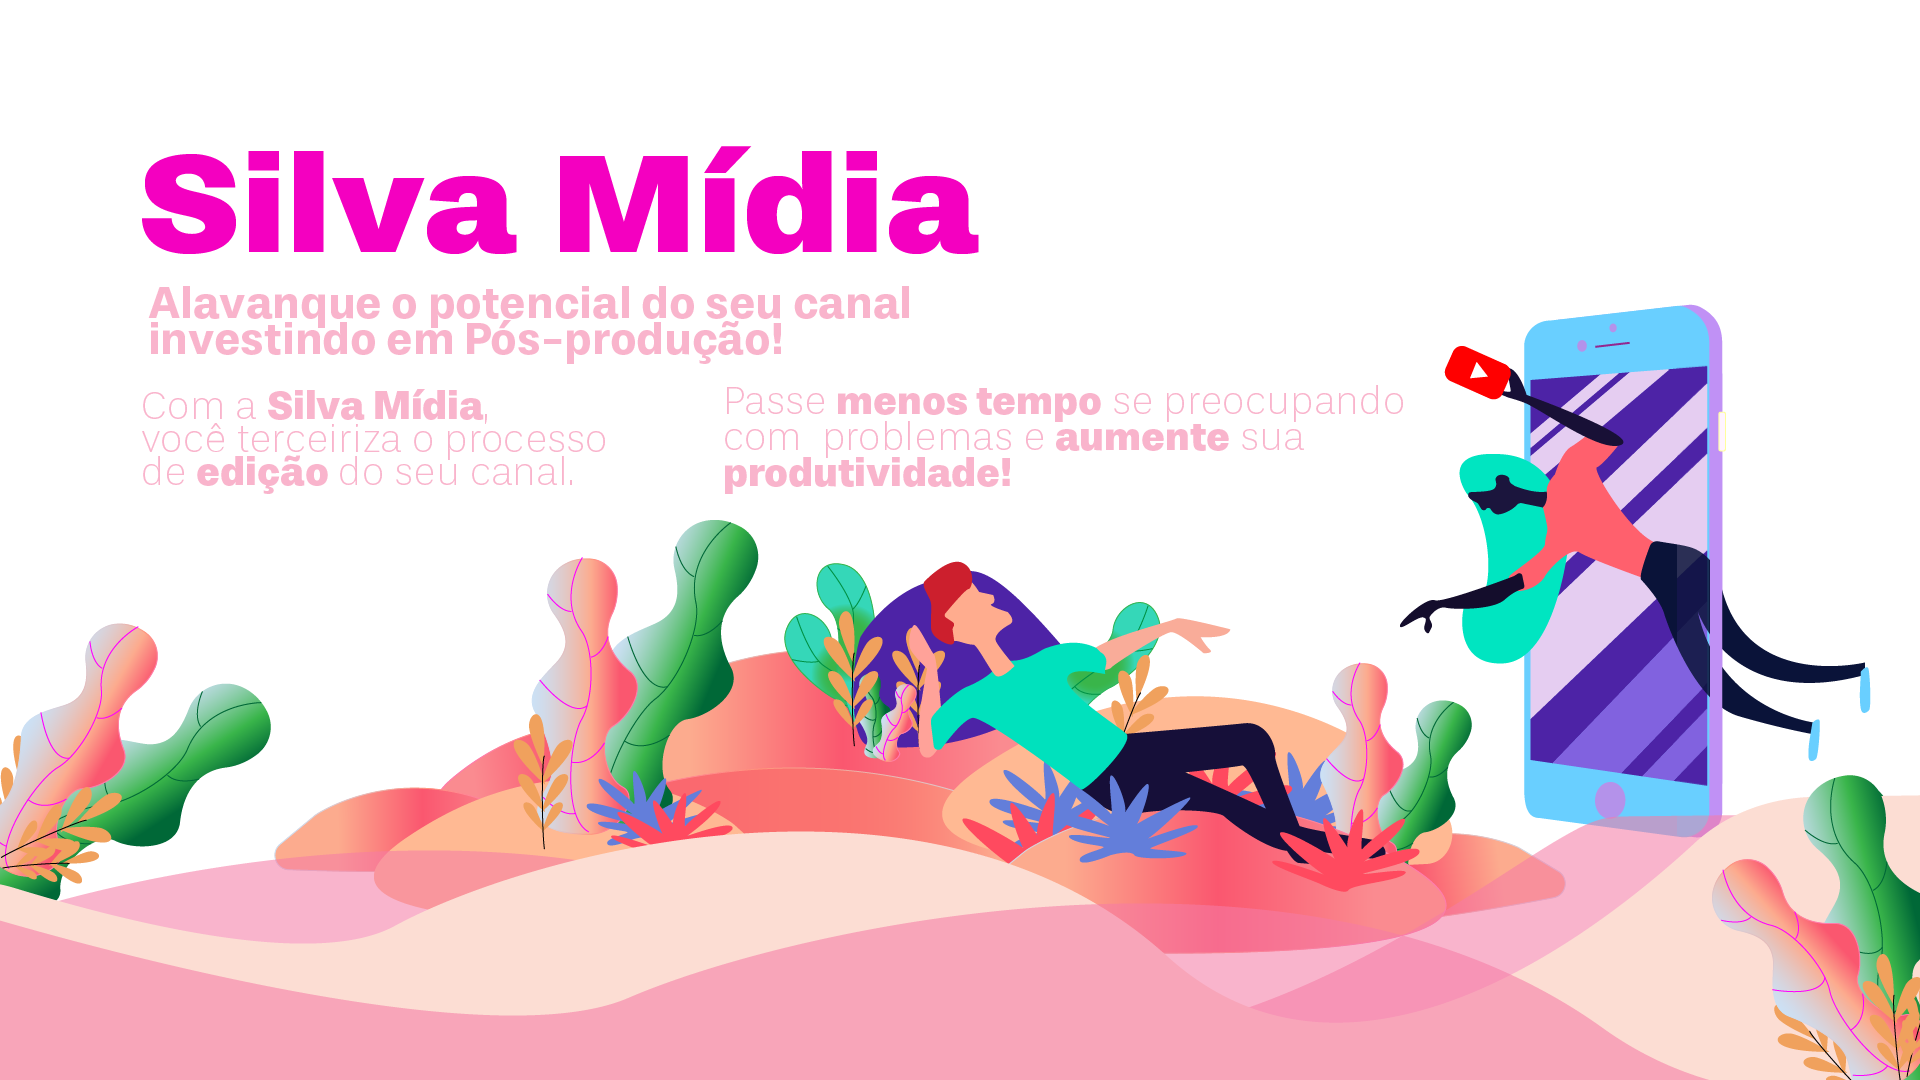 Silva Mídia
Alavanque o potencial do seu canal
investindo em Pós-produção!
Com a Silva Mídia,
você terceiriza o processo
de edição do seu canal.
Passe menos tempo se preocupando
com problemas e aumente sua
produtividade!